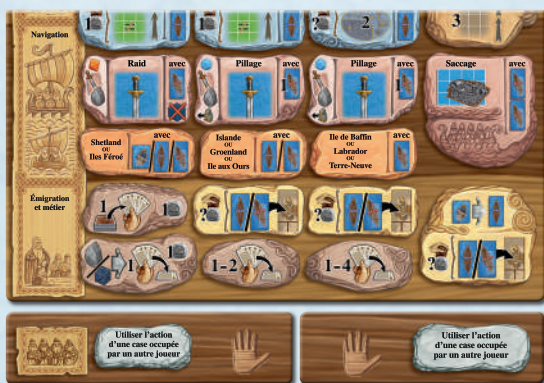 1
?
2
3
Navigation
Raid
avec
Pillage
avec
1
Pillage
avec
1
Saccage
avec
Shetland
OU
Iles Féroé
avec
Islande
OU
Groenland
OU
Ile aux Ours
avec
Ile de Baffin
OU
Labrador
OU
Terre-Neuve
avec
Émigration
et métier
1
?
?
1
1
1-2
1-4
?
Utiliser l'action
d'une case occupée
par un autre joueur
Utiliser l'action
d'une case occupée
par un autre joueur